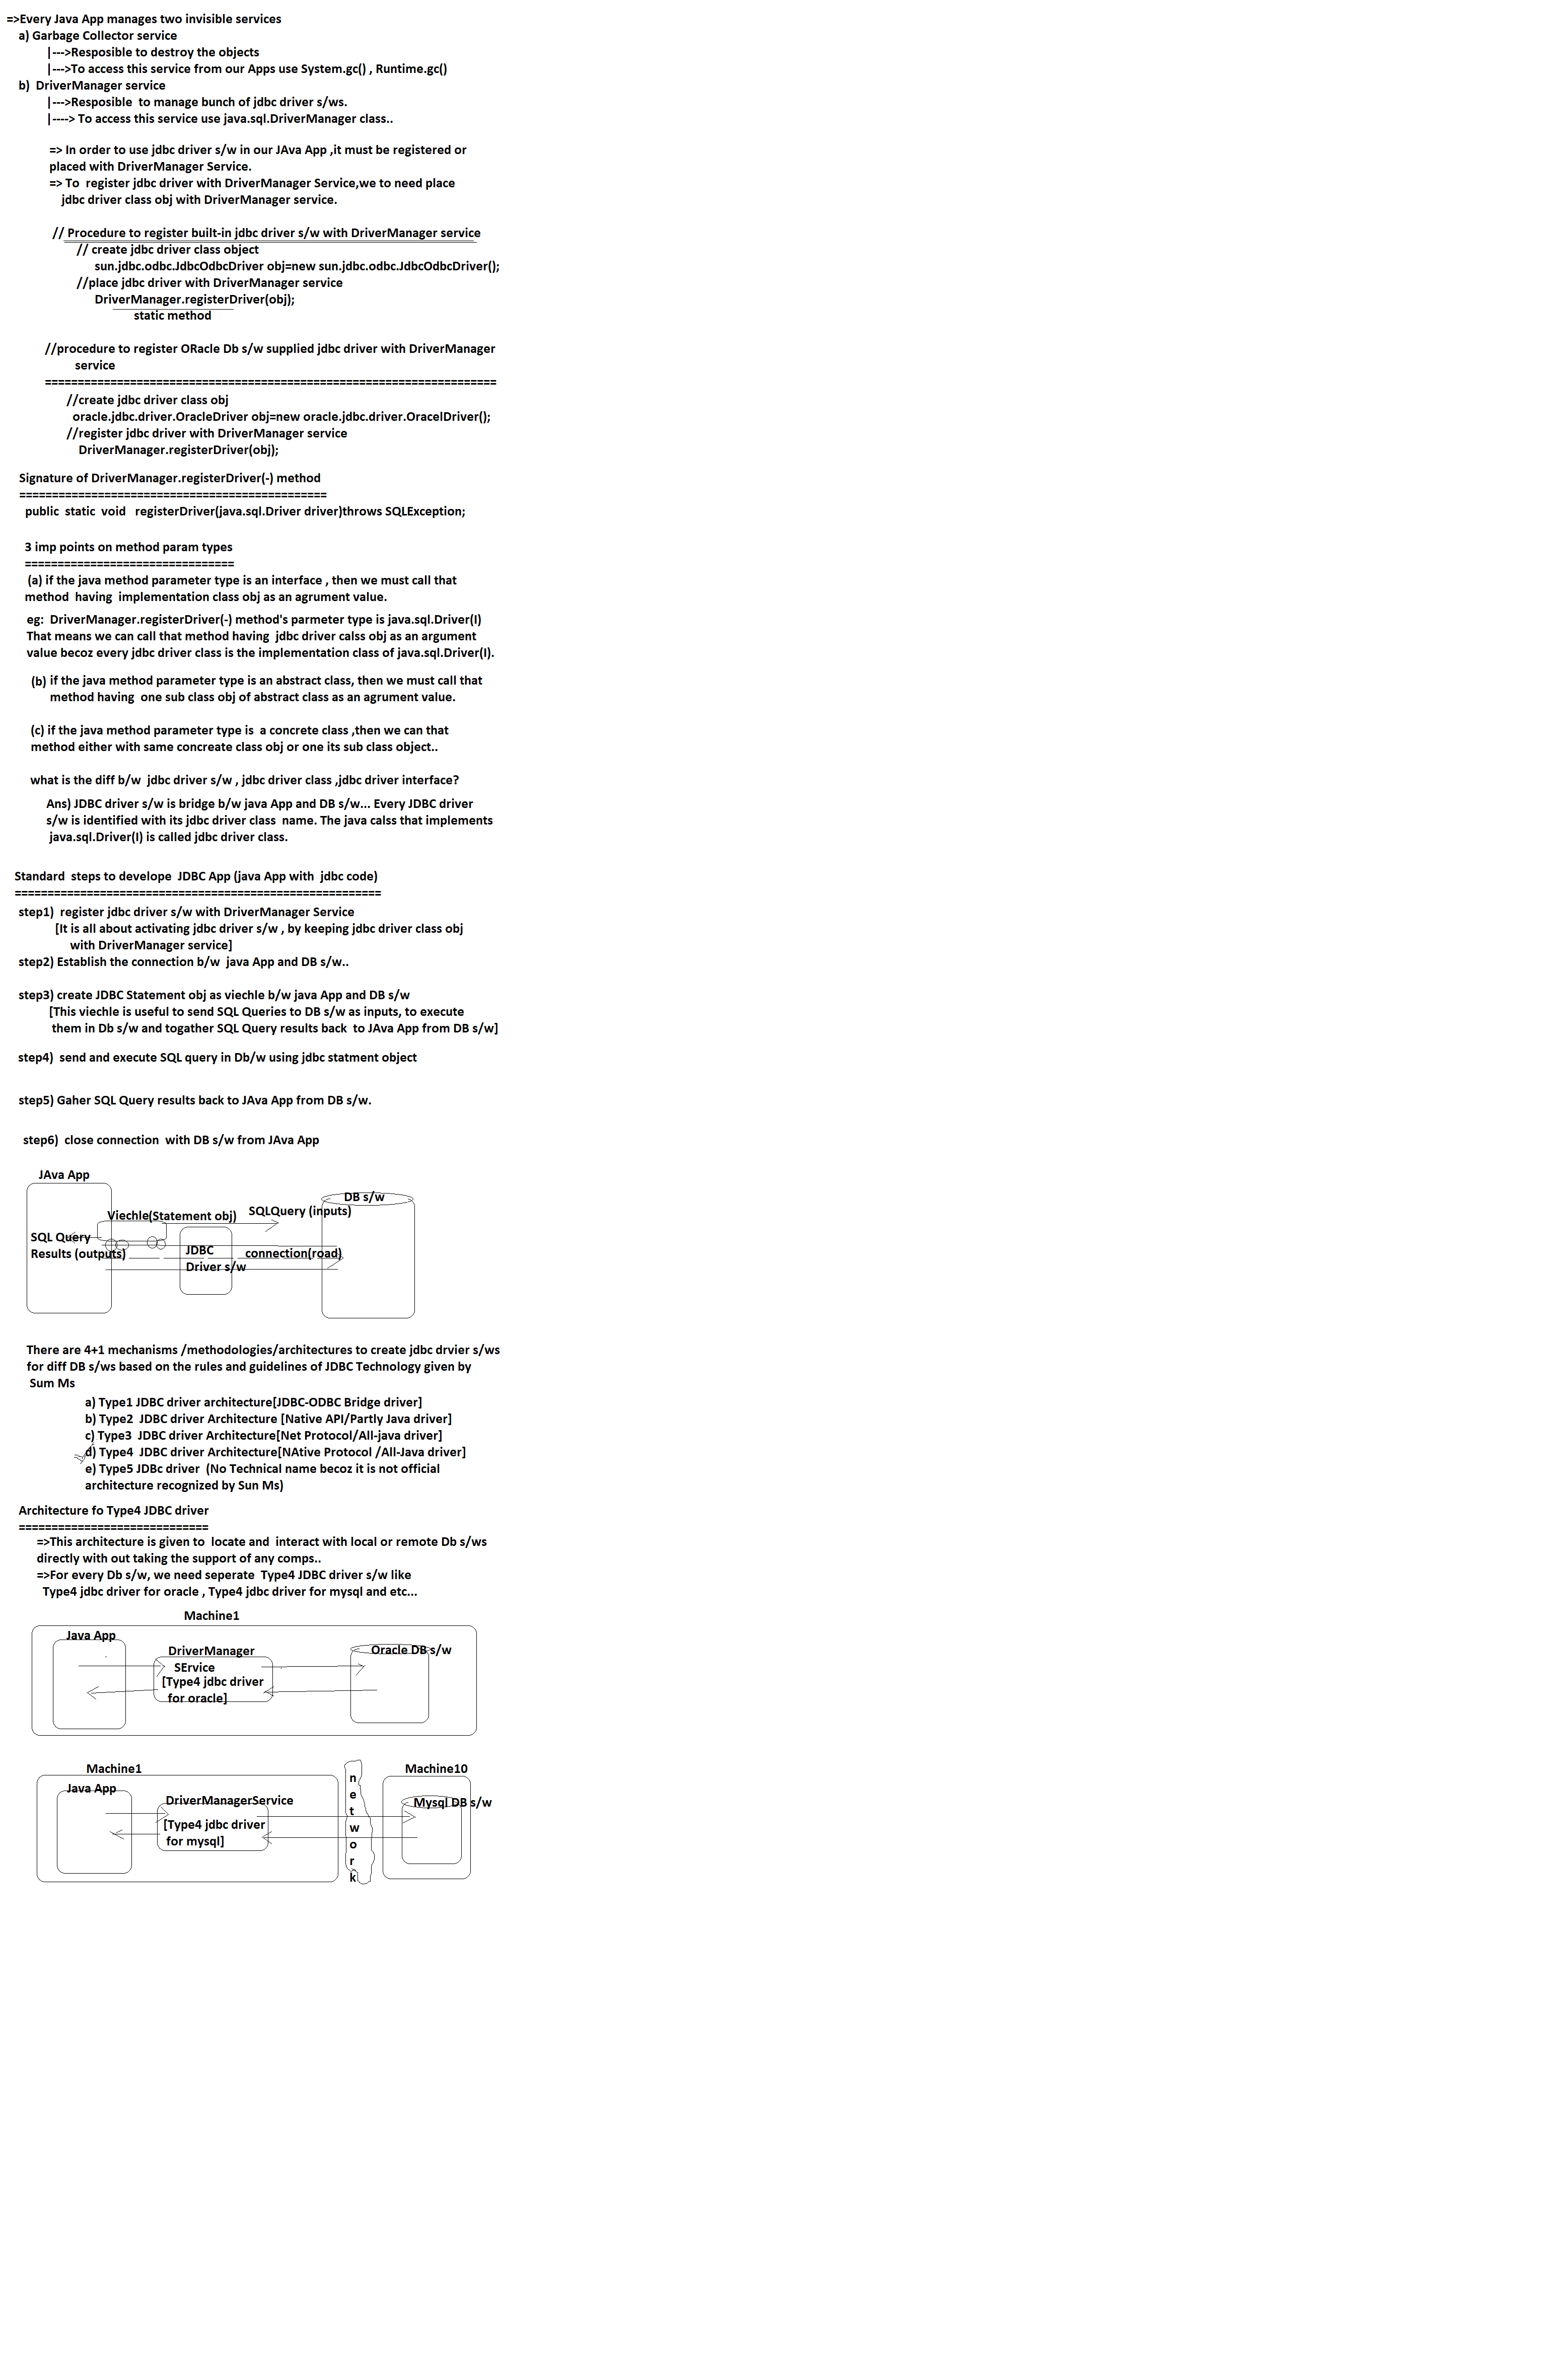 =>Every Java App manages two invisible services
a) Garbage Collector service
|--->Resposible to destroy the objects
|--->To access this service from our Apps use System.gc() , Runtime.gc()
b)  DriverManager service
|--->Resposible  to manage bunch of jdbc driver s/ws.
|----> To access this service use java.sql.DriverManager class..
=> In order to use jdbc driver s/w in our JAva App ,it must be registered or
placed with DriverManager Service.
=> To  register jdbc driver with DriverManager Service,we to need place
jdbc driver class obj with DriverManager service.
// Procedure to register built-in jdbc driver s/w with DriverManager service
// create jdbc driver class object
sun.jdbc.odbc.JdbcOdbcDriver obj=new sun.jdbc.odbc.JdbcOdbcDriver();
//place jdbc driver with DriverManager service
DriverManager.registerDriver(obj);
static method
//procedure to register ORacle Db s/w supplied jdbc driver with DriverManager
service
=====================================================================
//create jdbc driver class obj
oracle.jdbc.driver.OracleDriver obj=new oracle.jdbc.driver.OracelDriver();
//register jdbc driver with DriverManager service
DriverManager.registerDriver(obj);
Signature of DriverManager.registerDriver(-) method
===============================================
public  static  void   registerDriver(java.sql.Driver driver)throws SQLException;
3 imp points on method param types
================================
(a) if the java method parameter type is an interface , then we must call that
method  having  implementation class obj as an agrument value.
eg:  DriverManager.registerDriver(-) method's parmeter type is java.sql.Driver(I)
That means we can call that method having  jdbc driver calss obj as an argument
value becoz every jdbc driver class is the implementation class of java.sql.Driver(I).
(b) if the java method parameter type is an abstract class, then we must call that
method having  one sub class obj of abstract class as an agrument value.
(c) if the java method parameter type is  a concrete class ,then we can that
method either with same concreate class obj or one its sub class object..
what is the diff b/w  jdbc driver s/w , jdbc driver class ,jdbc driver interface?
Ans) JDBC driver s/w is bridge b/w java App and DB s/w... Every JDBC driver
s/w is identified with its jdbc driver class  name. The java calss that implements
java.sql.Driver(I) is called jdbc driver class.
Standard  steps to develope  JDBC App (java App with  jdbc code)
========================================================
step1)  register jdbc driver s/w with DriverManager Service
[It is all about activating jdbc driver s/w , by keeping jdbc driver class obj
with DriverManager service]
step2) Establish the connection b/w  java App and DB s/w..
step3) create JDBC Statement obj as viechle b/w java App and DB s/w
[This viechle is useful to send SQL Queries to DB s/w as inputs, to execute
them in Db s/w and togather SQL Query results back  to JAva App from DB s/w]
step4)  send and execute SQL query in Db/w using jdbc statment object
step5) Gaher SQL Query results back to JAva App from DB s/w.
step6)  close connection  with DB s/w from JAva App
JAva App
DB s/w
Viechle(Statement obj)
SQLQuery (inputs)
SQL Query
Results (outputs)
JDBC
Driver s/w
connection(road)
There are 4+1 mechanisms /methodologies/architectures to create jdbc drvier s/ws
for diff DB s/ws based on the rules and guidelines of JDBC Technology given by
Sum Ms
a) Type1 JDBC driver architecture[JDBC-ODBC Bridge driver]
b) Type2  JDBC driver Architecture [Native API/Partly Java driver]
c) Type3  JDBC driver Architecture[Net Protocol/All-java driver]
d) Type4  JDBC driver Architecture[NAtive Protocol /All-Java driver]
e) Type5 JDBc driver  (No Technical name becoz it is not official
architecture recognized by Sun Ms)
Architecture fo Type4 JDBC driver
=============================
=>This architecture is given to  locate and  interact with local or remote Db s/ws
directly with out taking the support of any comps..
=>For every Db s/w, we need seperate  Type4 JDBC driver s/w like
Type4 jdbc driver for oracle , Type4 jdbc driver for mysql and etc...
Machine1
Java App
DriverManager
SErvice
[Type4 jdbc driver
for oracle]
Oracle DB s/w
Machine1
Java App
DriverManagerService
[Type4 jdbc driver
for mysql]
n
e
t
w
o
r
k
Machine10
Mysql DB s/w